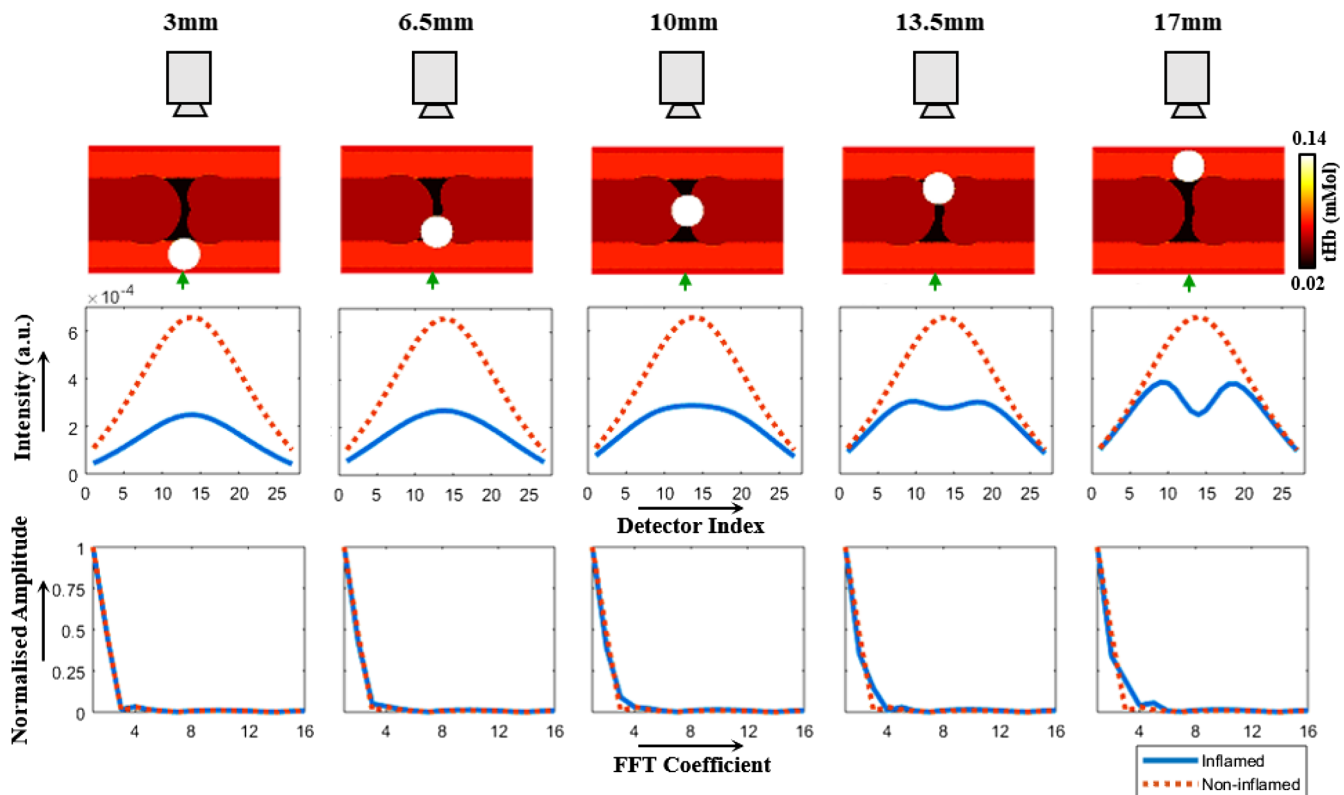 3mm 6.5mm 10mm 13.5mm 17mm
0.14
tHb (mMol)
0.02
× 10⁻⁴
6
4
2
0
Intensity (a.u.)
0 5 10 15 20 25 0 5 10 15 20 25 0 5 10 15 20 25 0 5 10 15 20 25 0 5 10 15 20 25
Detector Index
1
0.75
0.5
0.25
0
Normalised Amplitude
4 8 12 16 4 8 12 16 4 8 12 16 4 8 12 16 4 8 12 16
FFT Coefficient
Inflamed
Non-inflamed